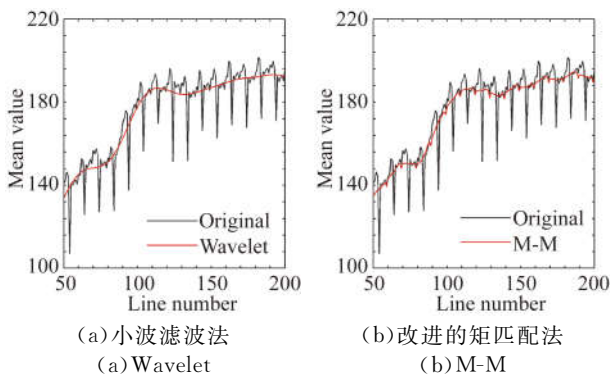 220
180
140
100
Mean value
Original
Wavelet
50
100
150
200
Line number
(a)小波滤波法
(a)Wavelet
220
180
140
100
Mean value
Original
M-M
50
100
150
200
Line number
(b)改进的矩匹配法
(b)M-M